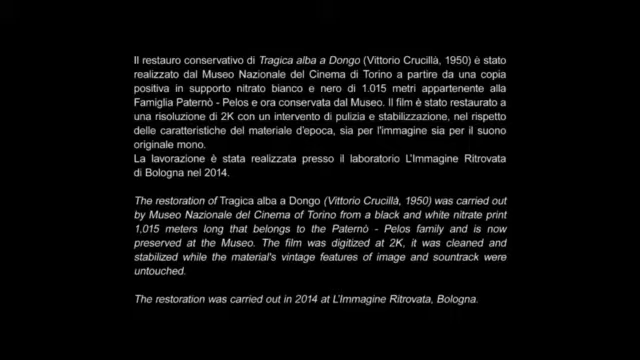 Il restauro conservativo di Tragica alba a Dongo (Vittorio Crucillà, 1950) è stato
realizzato dal Museo Nazionale del Cinema di Torino a partire da una copia
positiva in supporto nitrato bianco e nero di 1.015 metri appartenente alla
Famiglia Paternò - Pelos e ora conservata dal Museo. Il film è stato restaurato a
una risoluzione di 2K con un intervento di pulizia e stabilizzazione, nel rispetto
delle caratteristiche del materiale d'epoca, sia per l'immagine sia per il suono
originale mono.
La lavorazione è stata realizzata presso il laboratorio L'Immagine Ritrovata
di Bologna nel 2014.
The restoration of Tragica alba a Dongo (Vittorio Crucillà, 1950) was carried out
by Museo Nazionale del Cinema of Torino from a black and white nitrate print
1,015 meters long that belongs to the Paternò - Pelos family and is now
preserved at the Museo. The film was digitized at 2K, it was cleaned and
stabilized while the material's vintage features of image and sountrack were
untouched.
The restoration was carried out in 2014 at L'Immagine Ritrovata, Bologna.